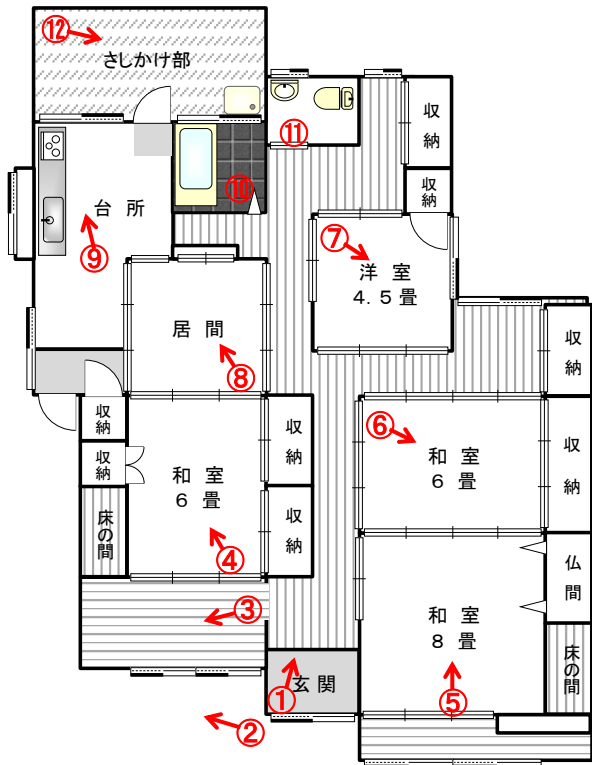 ⑫
さしかけ部
⑪
収納
台所
⑩
収納
⑦
洋室
4.5畳
⑨
居間
⑧
収納
収納
収納
和室
6畳
④
収納
収納
床の間
⑥
和室
6畳
収納
仏間
③
和室
8畳
床の間
①
玄関
②
⑤